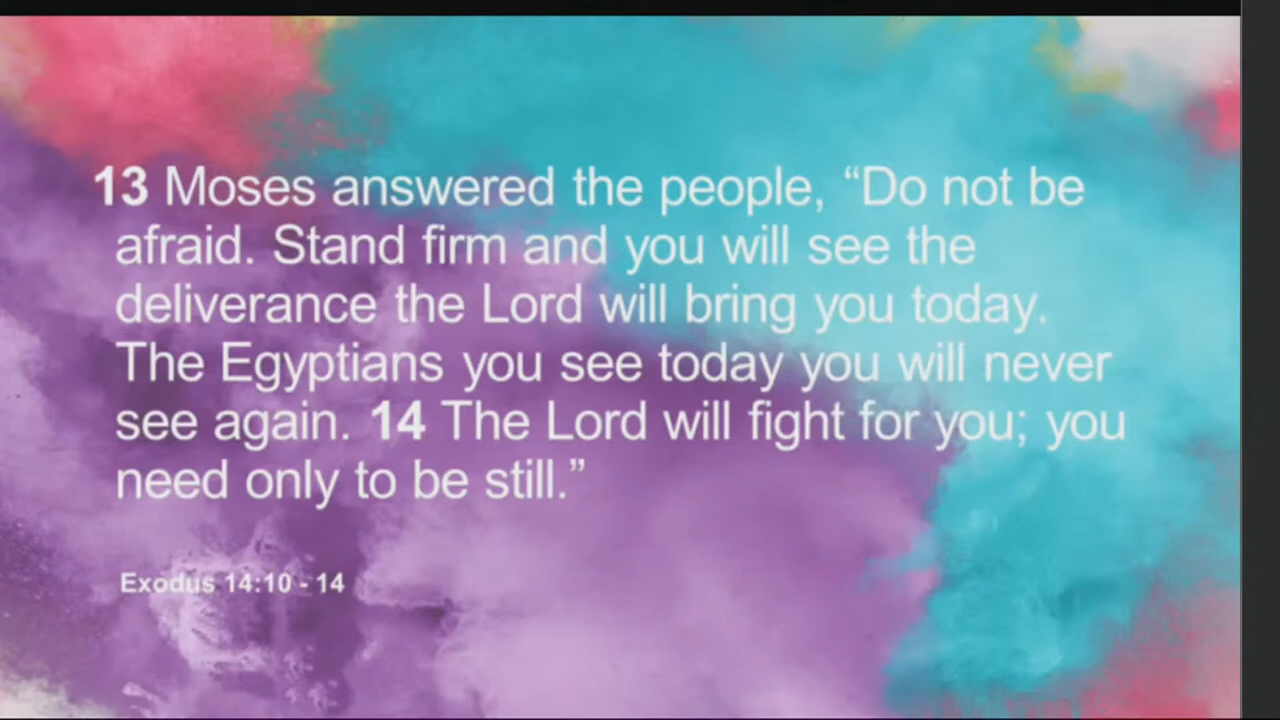 13 Moses answered the people, “Do not be
afraid. Stand firm and you will see the
deliverance the Lord will bring you today.
The Egyptians you see today you will never
see again. 14 The Lord will fight for you; you
need only to be still.”
Exodus 14:10 - 14